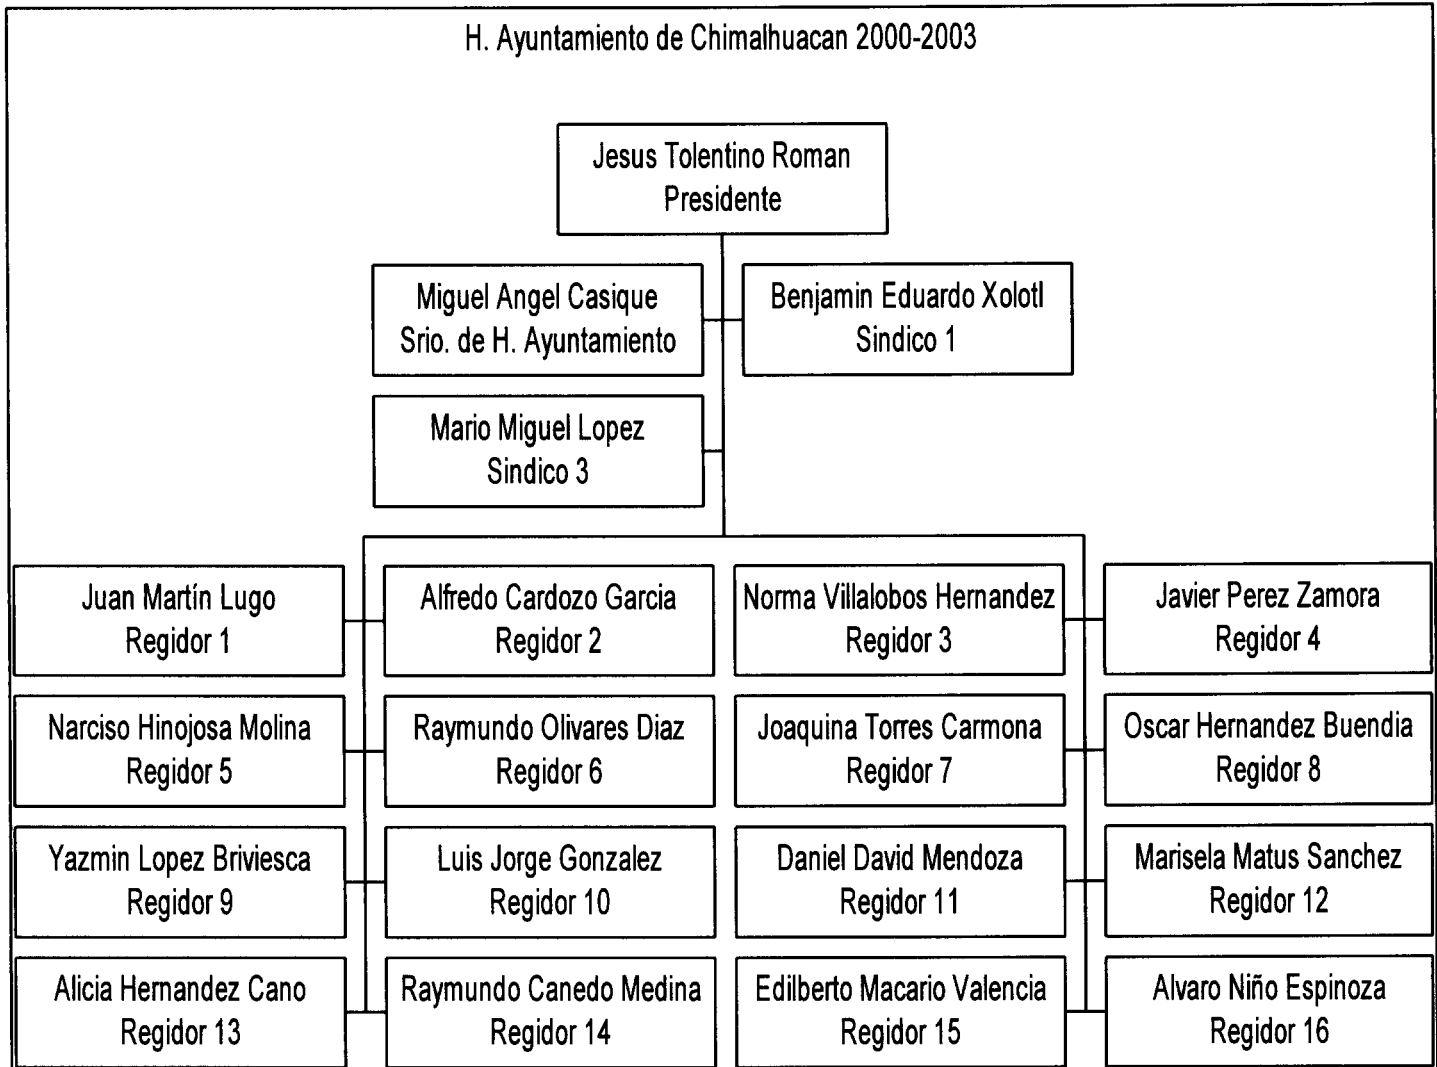 H. Ayuntamiento de Chimalhuacan 2000-2003
Jesus Tolentino Roman
Presidente
Miguel Angel Casique
Srio. de H. Ayuntamiento
Benjamin Eduardo Xolotl
Sindico 1
Mario Miguel Lopez
Sindico 3
Juan Martín Lugo
Regidor 1
Alfredo Cardozo Garcia
Regidor 2
Norma Villalobos Hernandez
Regidor 3
Javier Perez Zamora
Regidor 4
Narciso Hinojosa Molina
Regidor 5
Raymundo Olivares Diaz
Regidor 6
Joaquina Torres Carmona
Regidor 7
Oscar Hernandez Buendia
Regidor 8
Yazmin Lopez Briviesca
Regidor 9
Luis Jorge Gonzalez
Regidor 10
Daniel David Mendoza
Regidor 11
Marisela Matus Sanchez
Regidor 12
Alicia Hernandez Cano
Regidor 13
Raymundo Canedo Medina
Regidor 14
Edilberto Macario Valencia
Regidor 15
Alvaro Niño Espinoza
Regidor 16